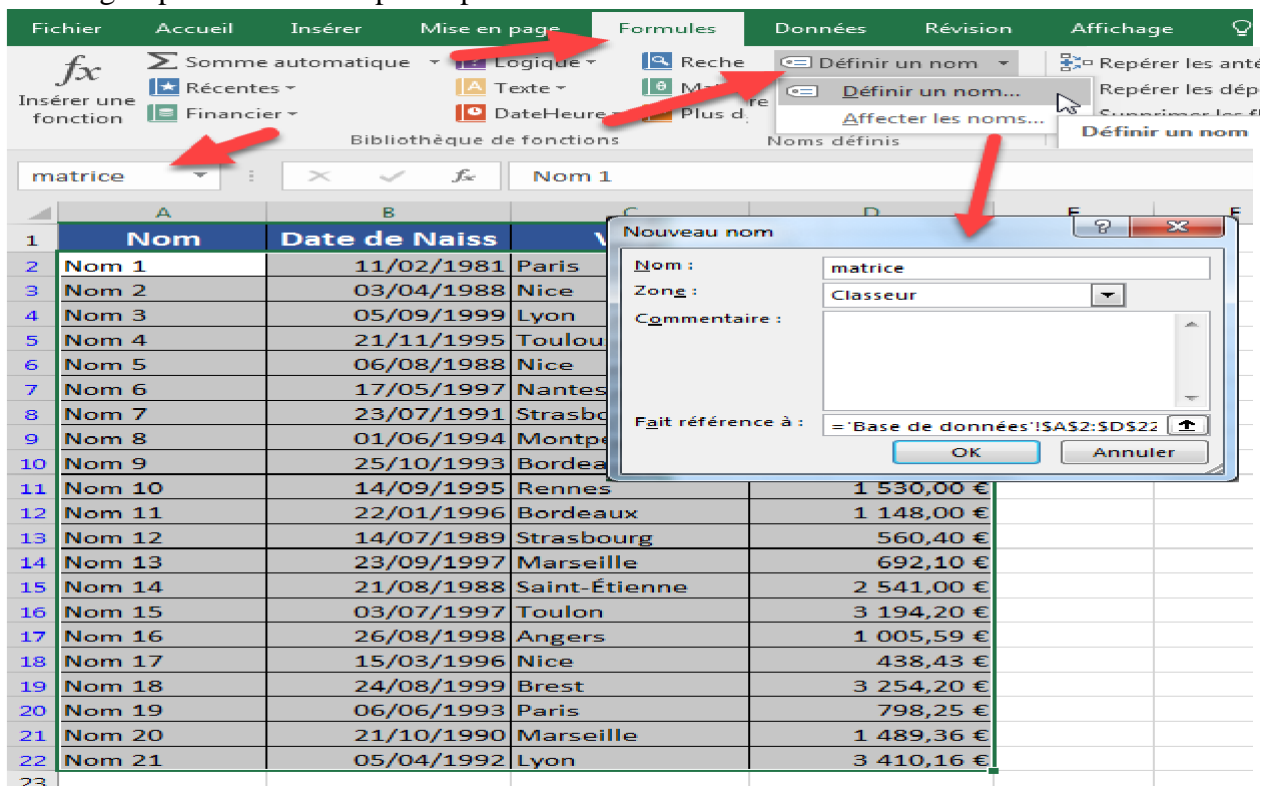 Fichier Accueil Insérer Mise en page Formules Données Révision Affichage
fx Somme automatique Logique Reche Définir un nom Repérer les anté
Insérer une fonction Récentes Texte Définir un nom... Repérer les dép
Financier DateHeure Plus d Affecter les noms...
Définir un nom
Bibliothèque de fonctions Noms définis
matrice fx Nom 1
A B C D E F
1 Nom Date de Naiss
2 Nom 1 11/02/1981 Paris
3 Nom 2 03/04/1988 Nice
4 Nom 3 05/09/1999 Lyon
5 Nom 4 21/11/1995 Toulou
6 Nom 5 06/08/1988 Nice
7 Nom 6 17/05/1997 Nantes
8 Nom 7 23/07/1991 Strasbo
9 Nom 8 01/06/1994 Montpe
10 Nom 9 25/10/1993 Bordea
11 Nom 10 14/09/1995 Rennes 1 530,00 €
12 Nom 11 22/01/1996 Bordeaux 1 148,00 €
13 Nom 12 14/07/1989 Strasbourg 560,40 €
14 Nom 13 23/09/1997 Marseille 692,10 €
15 Nom 14 21/08/1988 Saint-Étienne 2 541,00 €
16 Nom 15 03/07/1997 Toulon 3 194,20 €
17 Nom 16 26/08/1998 Angers 1 005,59 €
18 Nom 17 15/03/1996 Nice 438,43 €
19 Nom 18 24/08/1999 Brest 3 254,20 €
20 Nom 19 06/06/1993 Paris 798,25 €
21 Nom 20 21/10/1990 Marseille 1 489,36 €
22 Nom 21 05/04/1992 Lyon 3 410,16 €
23
Nouveau nom
Nom : matrice
Zone : Classeur
Commentaire :
Fait référence à : ='Base de données'!$A$2:$D$22
OK Annuler